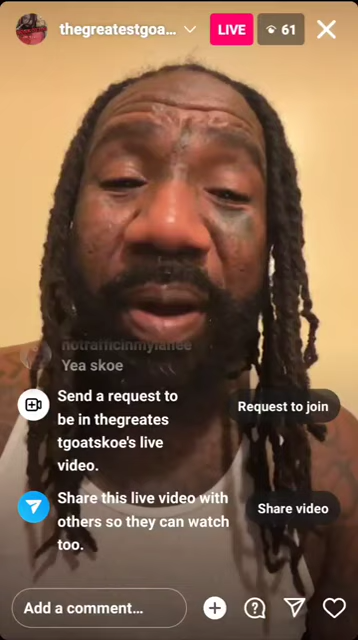 thegreatestgoa...
LIVE
61
Yea skoe
Send a request to
be in thegreates
tgoatskoe's live
video.
Request to join
Share this live video with
others so they can watch
too.
Share video
Add a comment...